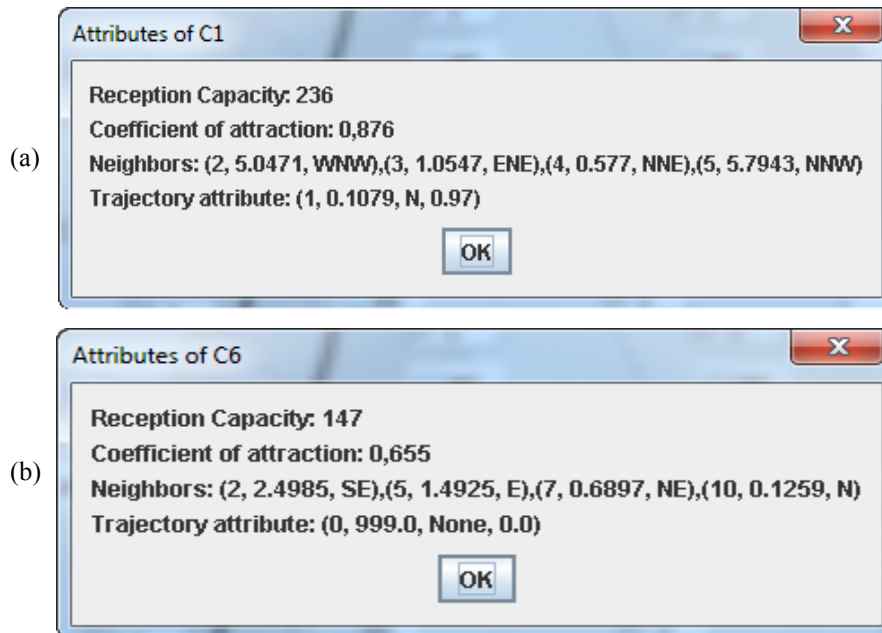 Attributes of C1
Reception Capacity: 236
Coefficient of attraction: 0,876
(a)
Neighbors: (2, 5.0471, WNW),(3, 1.0547, ENE),(4, 0.577, NNE),(5, 5.7943, NNW)
Trajectory attribute: (1, 0.1079, N, 0.97)
OK
Attributes of C6
Reception Capacity: 147
Coefficient of attraction: 0,655
(b)
Neighbors: (2, 2.4985, SE),(5, 1.4925, E),(7, 0.6897, NE),(10, 0.1259, N)
Trajectory attribute: (0, 999.0, None, 0.0)
OK